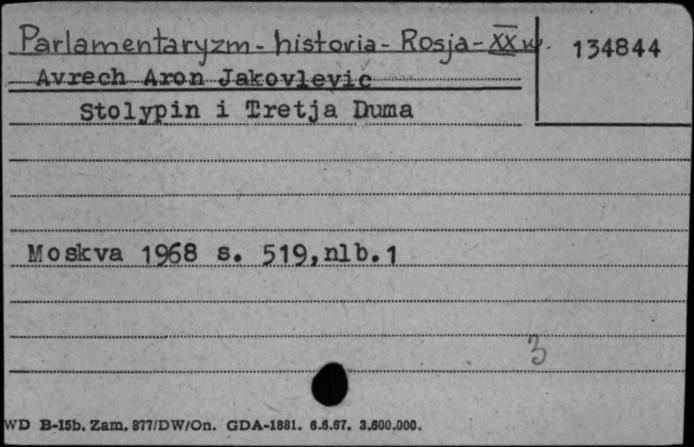 Parlamentaryzm - historia - Rosja - XX w.
134844
Avrech Aron Jakovlevic
Stolypin i Tretja Duma
Moskva 1968 s. 519,nlb.1
3
WD B-15b. Zam. 877/DW/On. GDA-1881. 6.6.67. 3.600.000.